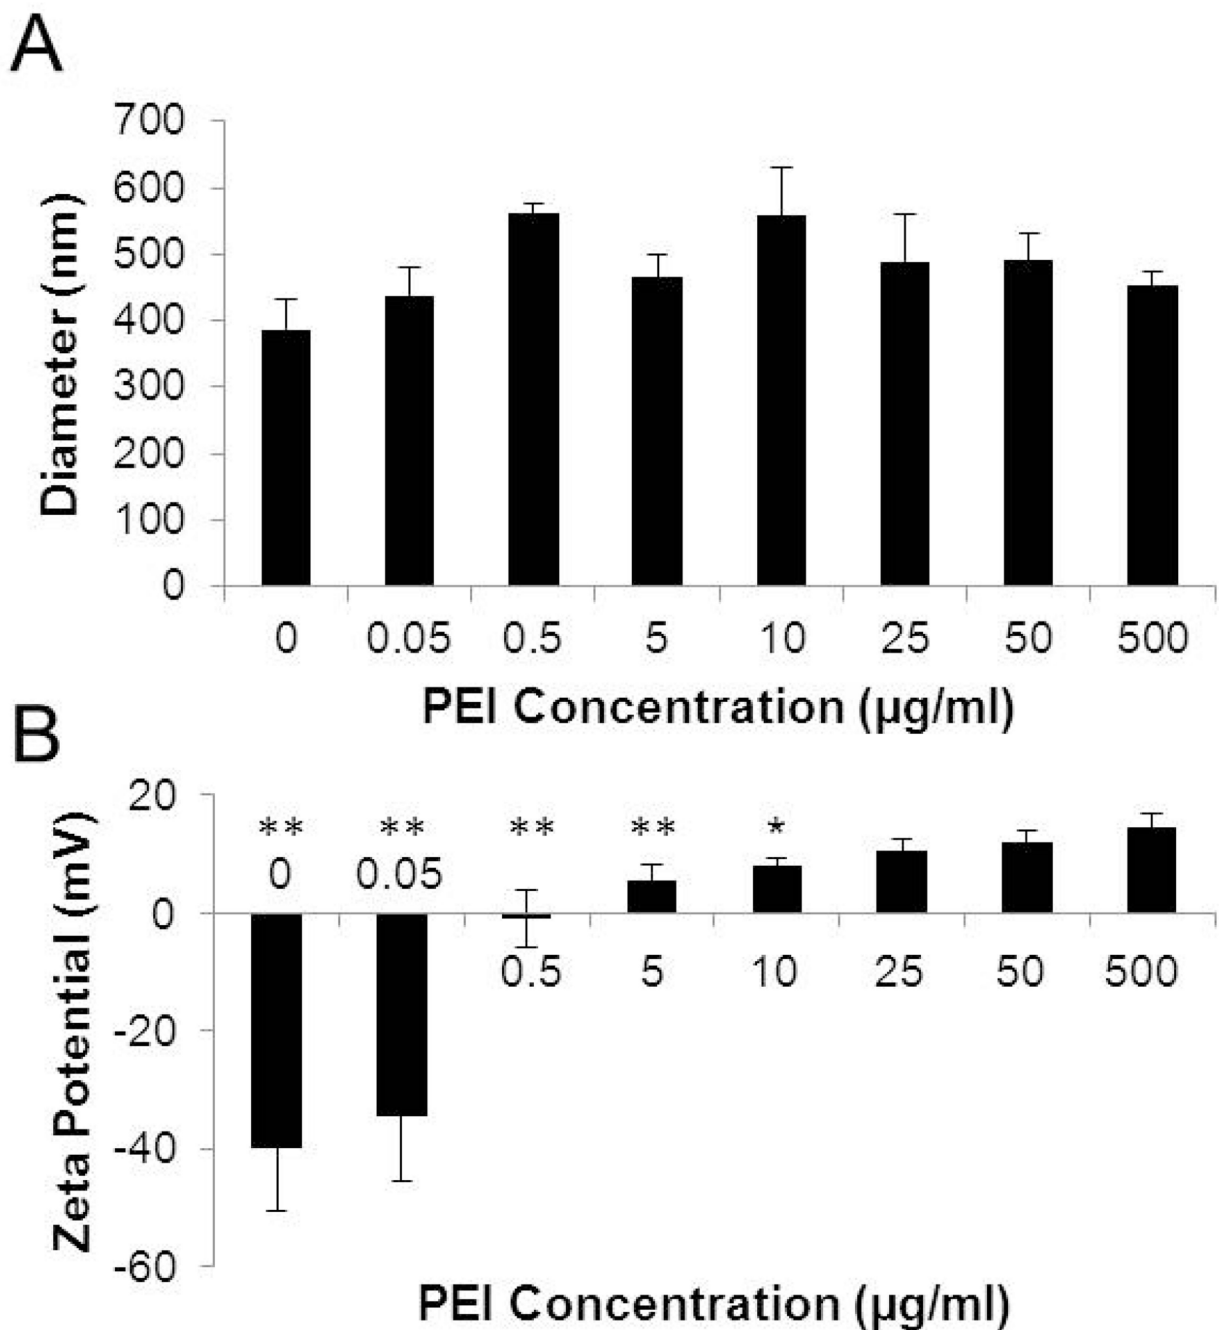 A
700
600
500
400
300
200
100
0
Diameter (nm)
0 0.05 0.5 5 10 25 50 500
PEI Concentration (µg/ml)
B
20
0
-20
-40
-60
Zeta Potential (mV)
** ** ** ** *
0 0.05
0.5 5 10 25 50 500
PEI Concentration (µg/ml)